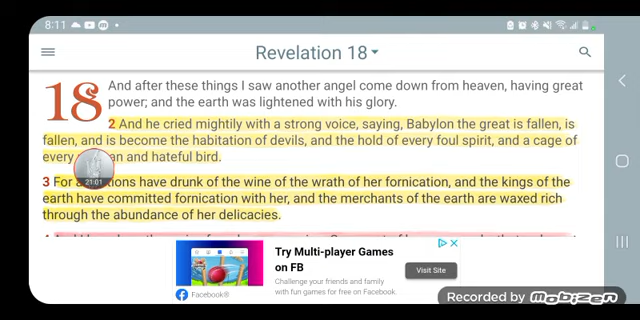 8:11
Revelation 18
18 And after these things I saw another angel come down from heaven, having great
power; and the earth was lightened with his glory.
2 And he cried mightily with a strong voice, saying, Babylon the great is fallen, is
fallen, and is become the habitation of devils, and the hold of every foul spirit, and a cage of
every an and hateful bird.
21:01
3 For a ions have drunk of the wine of the wrath of her fornication, and the kings of the
earth have committed fornication with her, and the merchants of the earth are waxed rich
through the abundance of her delicacies.
Try Multi-player Games
on FB
Challenge your friends and family
with fun games for free on Facebook.
Visit Site
Facebook®
Recorded by Mobizen